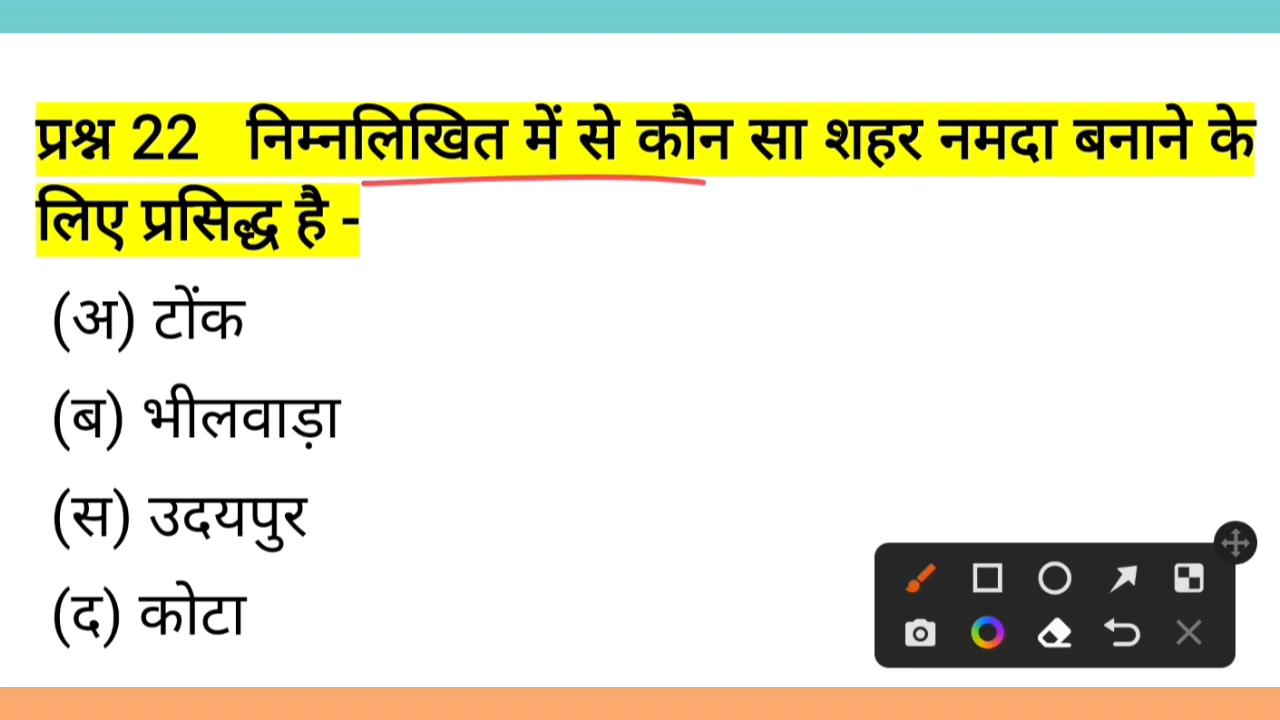 प्रश्न 22 निम्नलिखित में से कौन सा शहर नमदा बनाने के
लिए प्रसिद्ध है -
(अ) टोंक
(ब) भीलवाड़ा
(स) उदयपुर
(द) कोटा